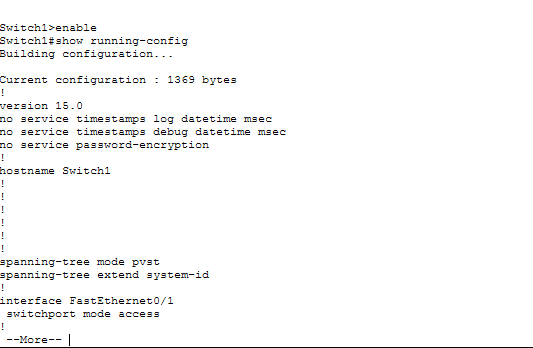 Switch1>enable
Switch1#show running-config
Building configuration...
Current configuration : 1369 bytes
!
version 15.0
no service timestamps log datetime msec
no service timestamps debug datetime msec
no service password-encryption
!
hostname Switch1
!
!
!
!
!
!
spanning-tree mode pvst
spanning-tree extend system-id
!
interface FastEthernet0/1
 switchport mode access
!
 --More--